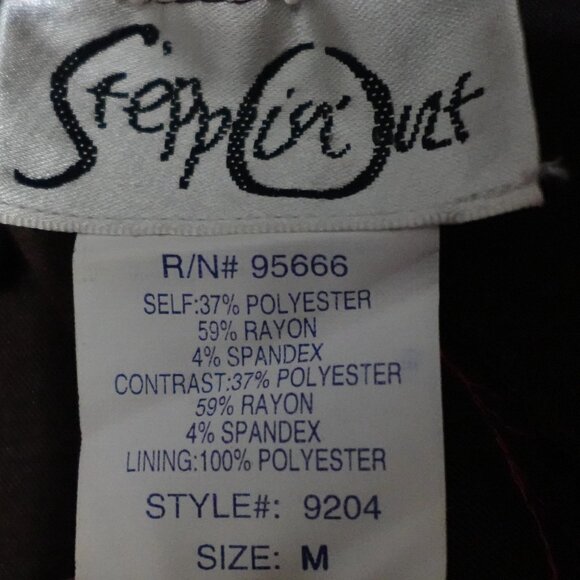 Steppin' Out
R/N# 95666
SELF:37% POLYESTER
59% RAYON
4% SPANDEX
CONTRAST:37% POLYESTER
59% RAYON
4% SPANDEX
LINING:100% POLYESTER
STYLE#: 9204
SIZE: M